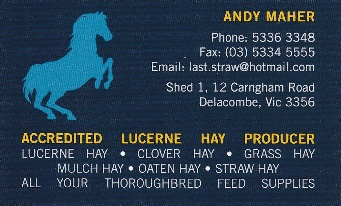 ANDY MAHER
Phone: 5336 3348
Fax: (03) 5334 5555
Email: last.straw@hotmail.com
Shed 1, 12 Carngham Road
Delacombe, Vic 3356
ACCREDITED LUCERNE HAY PRODUCER
LUCERNE HAY • CLOVER HAY • GRASS HAY
MULCH HAY • OATEN HAY • STRAW HAY
ALL YOUR THOROUGHBRED FEED SUPPLIES